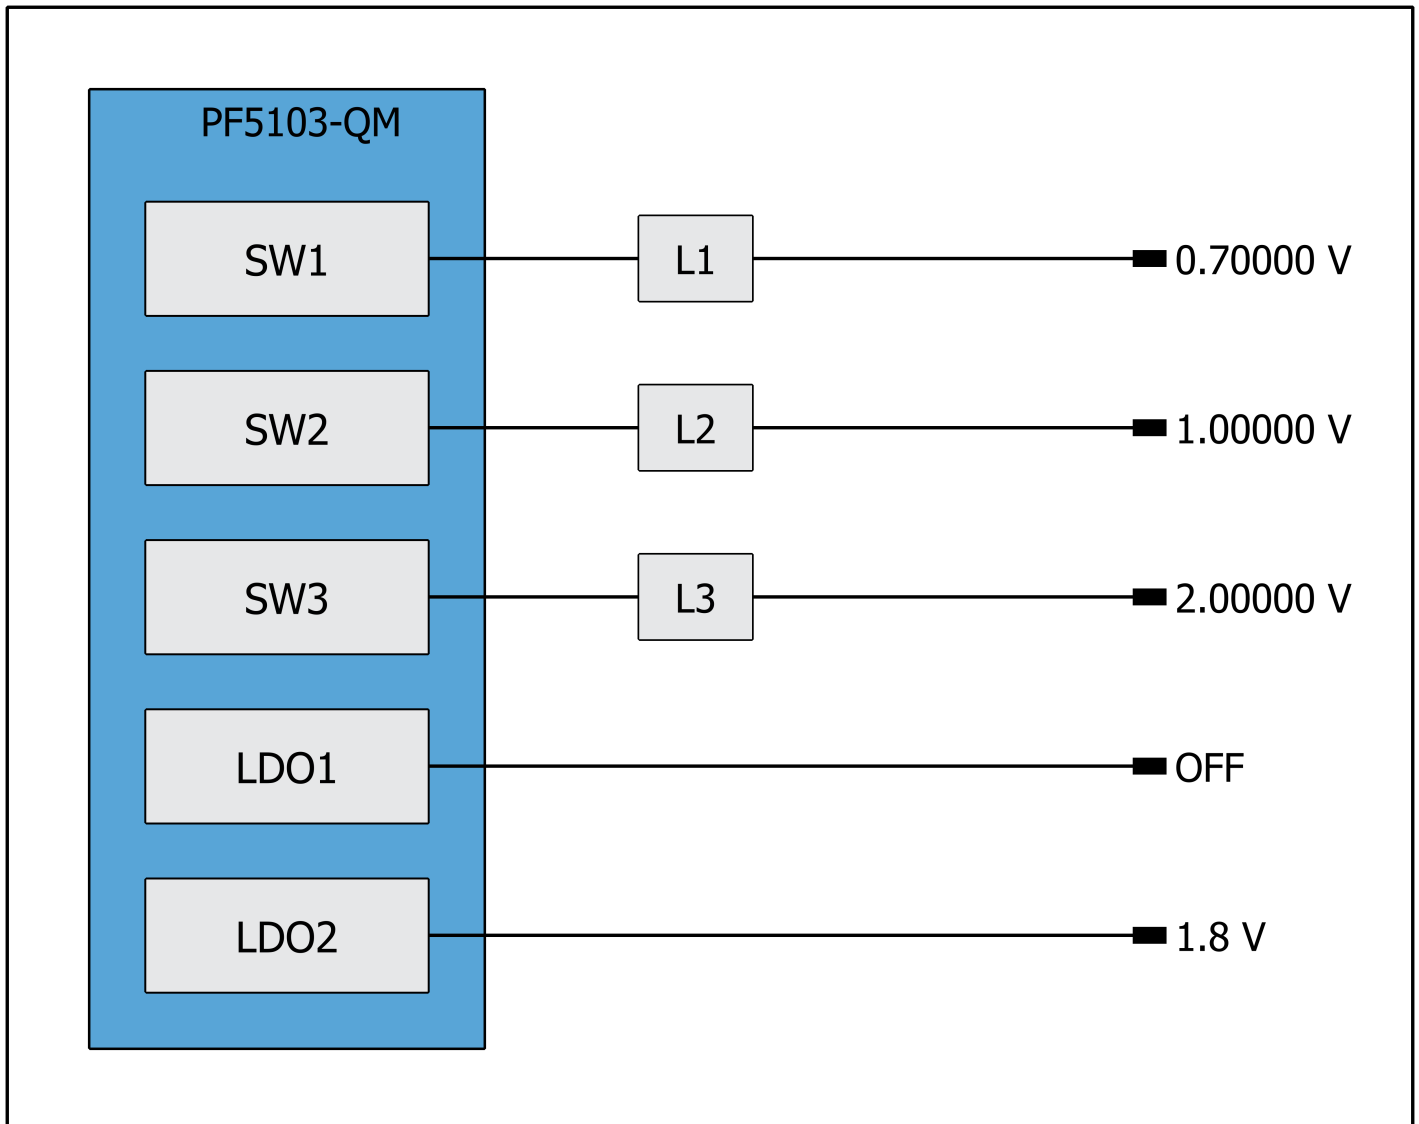 PF5103-QM
SW1 L1 0.70000 V
SW2 L2 1.00000 V
SW3 L3 2.00000 V
LDO1 OFF
LDO2 1.8 V